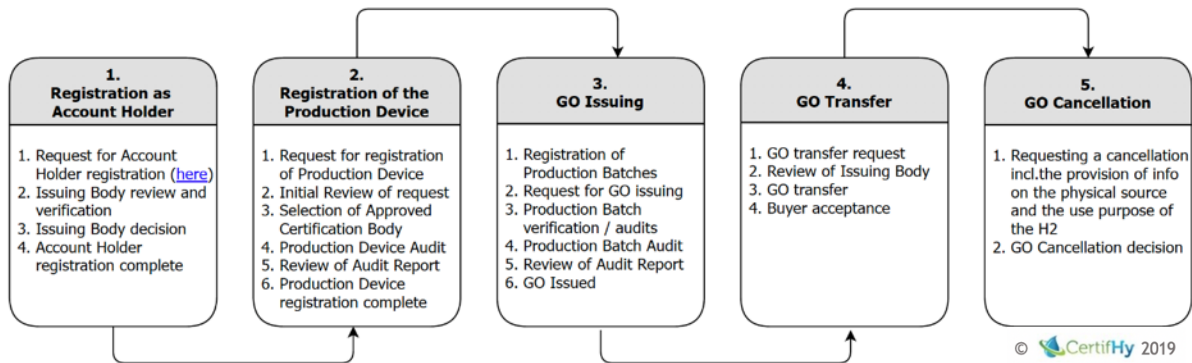 1.
Registration as
Account Holder
1. Request for Account
Holder registration (here)
2. Issuing Body review and
verification
3. Issuing Body decision
4. Account Holder
registration complete
2.
Registration of the
Production Device
1. Request for registration
of Production Device
2. Initial Review of request
3. Selection of Approved
Certification Body
4. Production Device Audit
5. Review of Audit Report
6. Production Device
registration complete
3.
GO Issuing
1. Registration of
Production Batches
2. Request for GO issuing
3. Production Batch
verification / audits
4. Production Batch Audit
5. Review of Audit Report
6. GO Issued
4.
GO Transfer
1. GO transfer request
2. Review of Issuing Body
3. GO transfer
4. Buyer acceptance
5.
GO Cancellation
1. Requesting a cancellation
incl.the provision of info
on the physical source
and the use purpose of
the H2
2. GO Cancellation decision
© CertifHy 2019